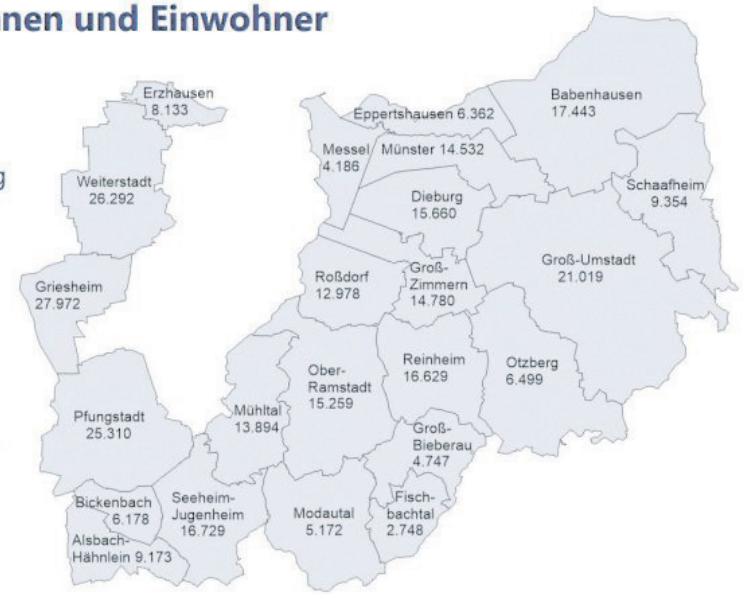 nen und Einwohner
g
Erzhausen
8.133
Eppertshausen 6.362
Babenhausen
17.443
Messel
4.186
Münster 14.532
Weiterstadt
26.292
Dieburg
15.660
Schaafheim
9.354
Griesheim
27.972
Roßdorf
12.978
Groß-
Zimmern
14.780
Groß-Umstadt
21.019
Ober-
Ramstadt
15.259
Reinheim
16.629
Otzberg
6.499
Pfungstadt
25.310
Mühltal
13.894
Groß-
Bieberau
4.747
Bickenbach
6.178
Seeheim-
Jugenheim
16.729
Modautal
5.172
Fisch-
bachtal
2.748
Alsbach-
Hähnlein 9.173